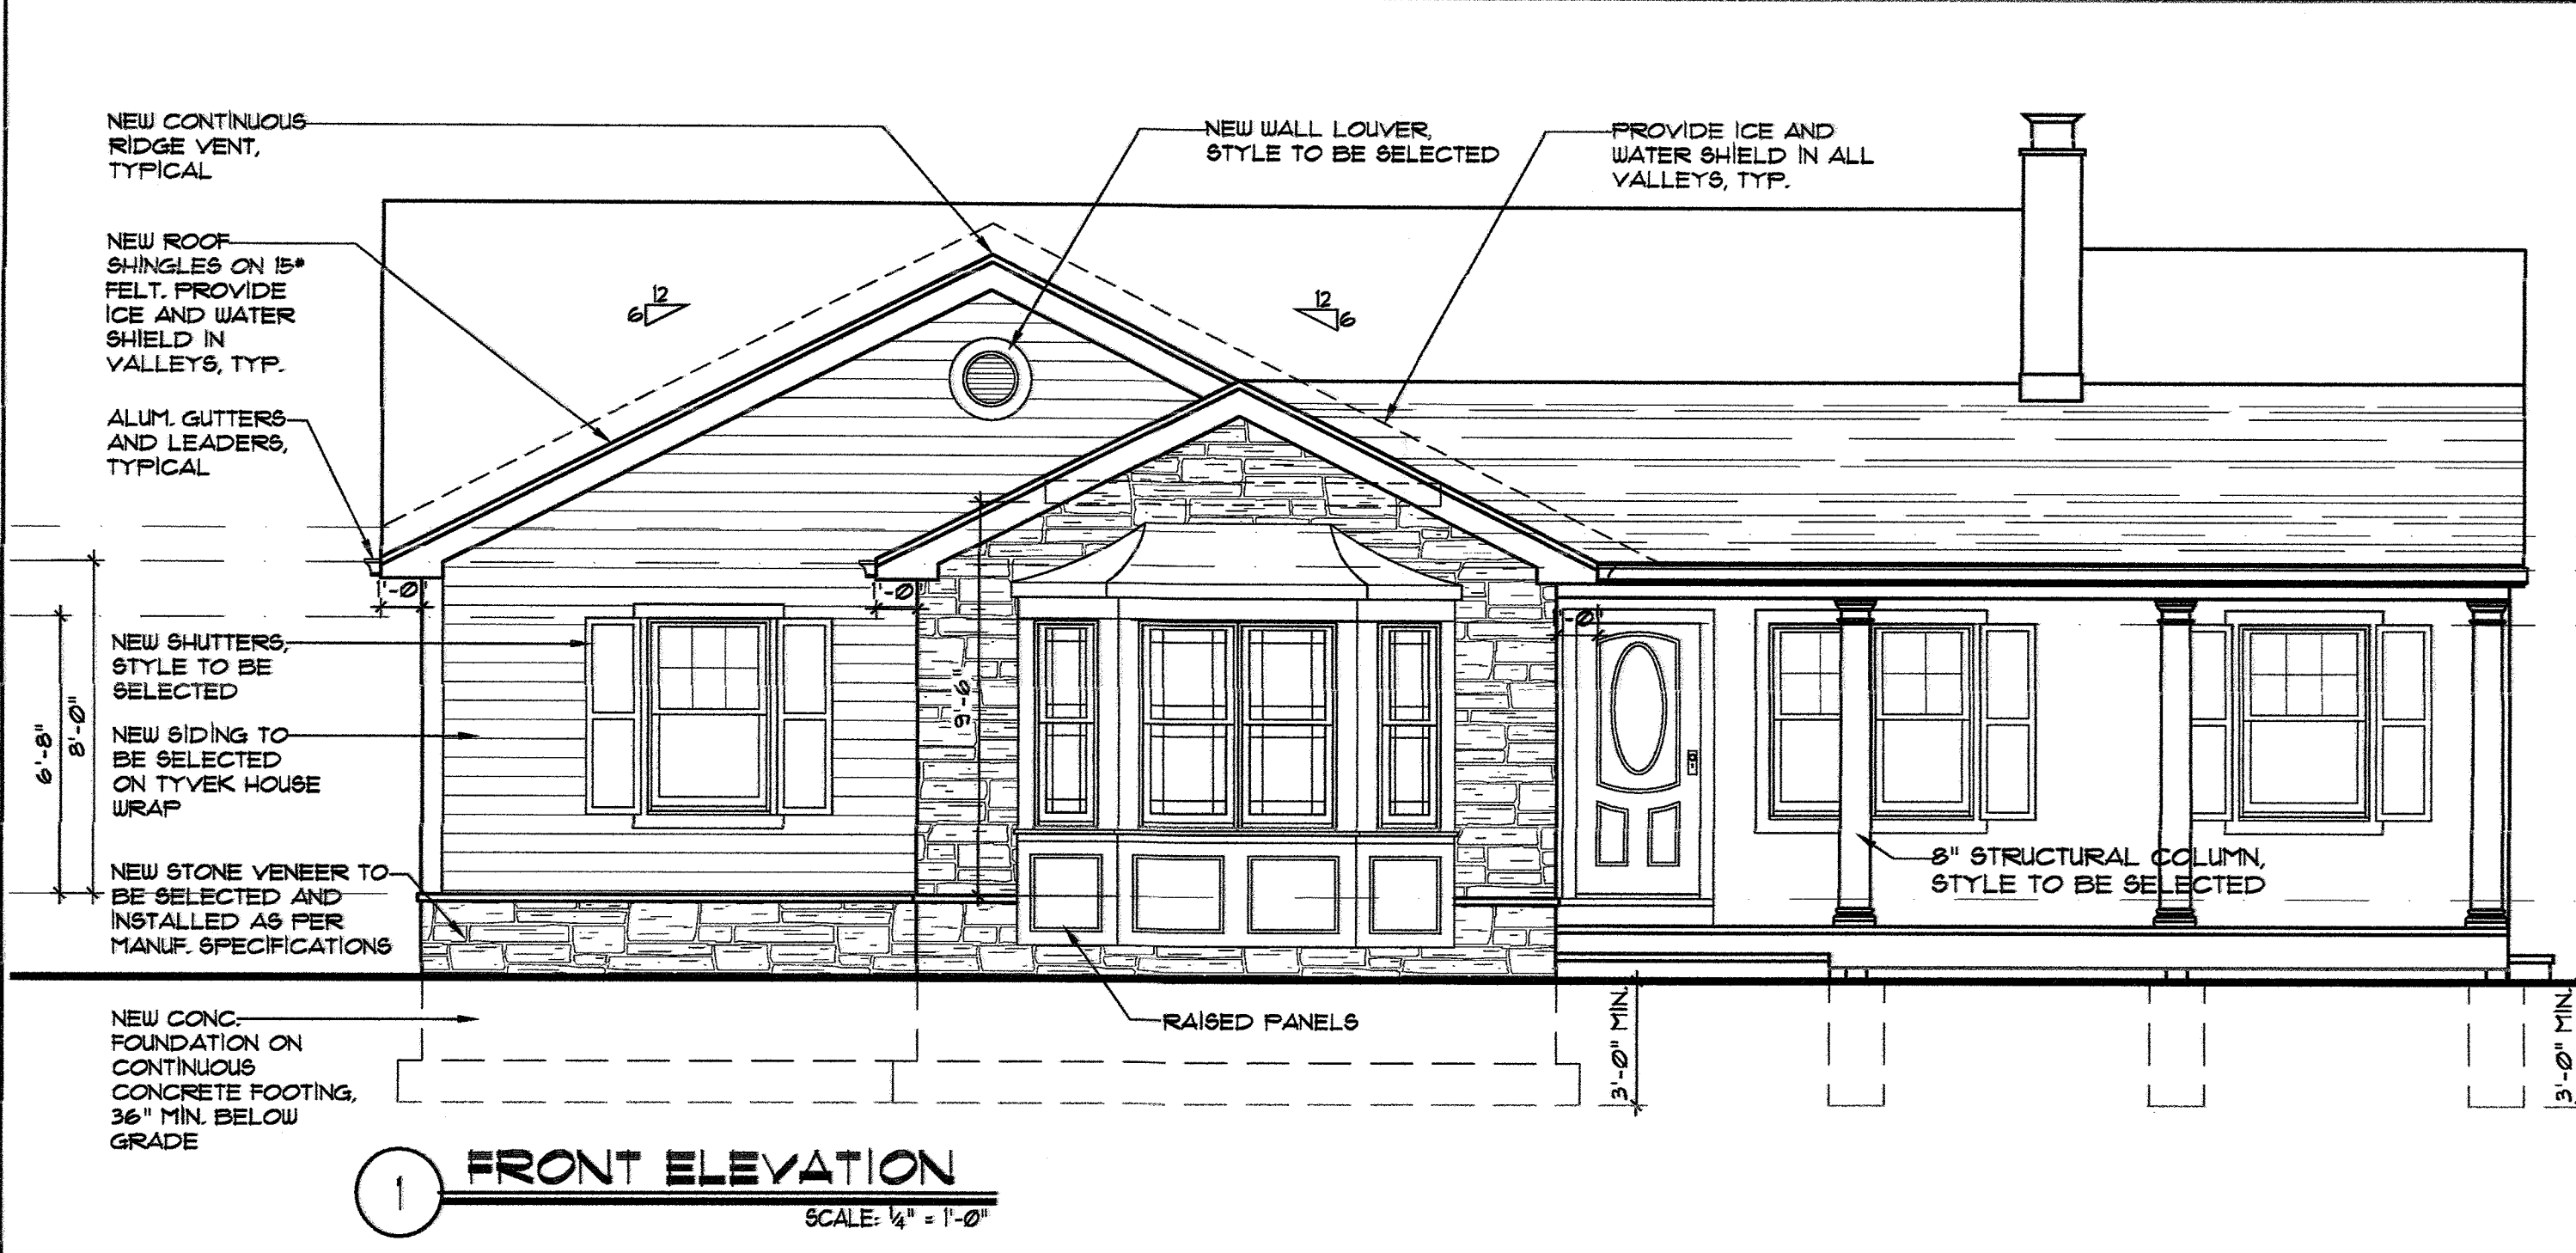 NEW CONTINUOUS
RIDGE VENT,
TYPICAL
NEW WALL LOUVER,
STYLE TO BE SELECTED
PROVIDE ICE AND
WATER SHIELD IN ALL
VALLEYS, TYP.
NEW ROOF
SHINGLES ON 15#
FELT. PROVIDE
ICE AND WATER
SHIELD IN
VALLEYS, TYP.
12
6
12
6
ALUM. GUTTERS
AND LEADERS,
TYPICAL
1'-0"
1'-0"
1'-0"
NEW SHUTTERS,
STYLE TO BE
SELECTED
6'-8"
8'-0"
9'-6"
NEW SIDING TO
BE SELECTED
ON TYVEK HOUSE
WRAP
NEW STONE VENEER TO
BE SELECTED AND
INSTALLED AS PER
MANUF. SPECIFICATIONS
8" STRUCTURAL COLUMN,
STYLE TO BE SELECTED
NEW CONC.
FOUNDATION ON
CONTINUOUS
CONCRETE FOOTING,
36" MIN. BELOW
GRADE
RAISED PANELS
3'-0" MIN.
3'-0" MIN.
1
FRONT ELEVATION
SCALE: 1/4" = 1'-0"